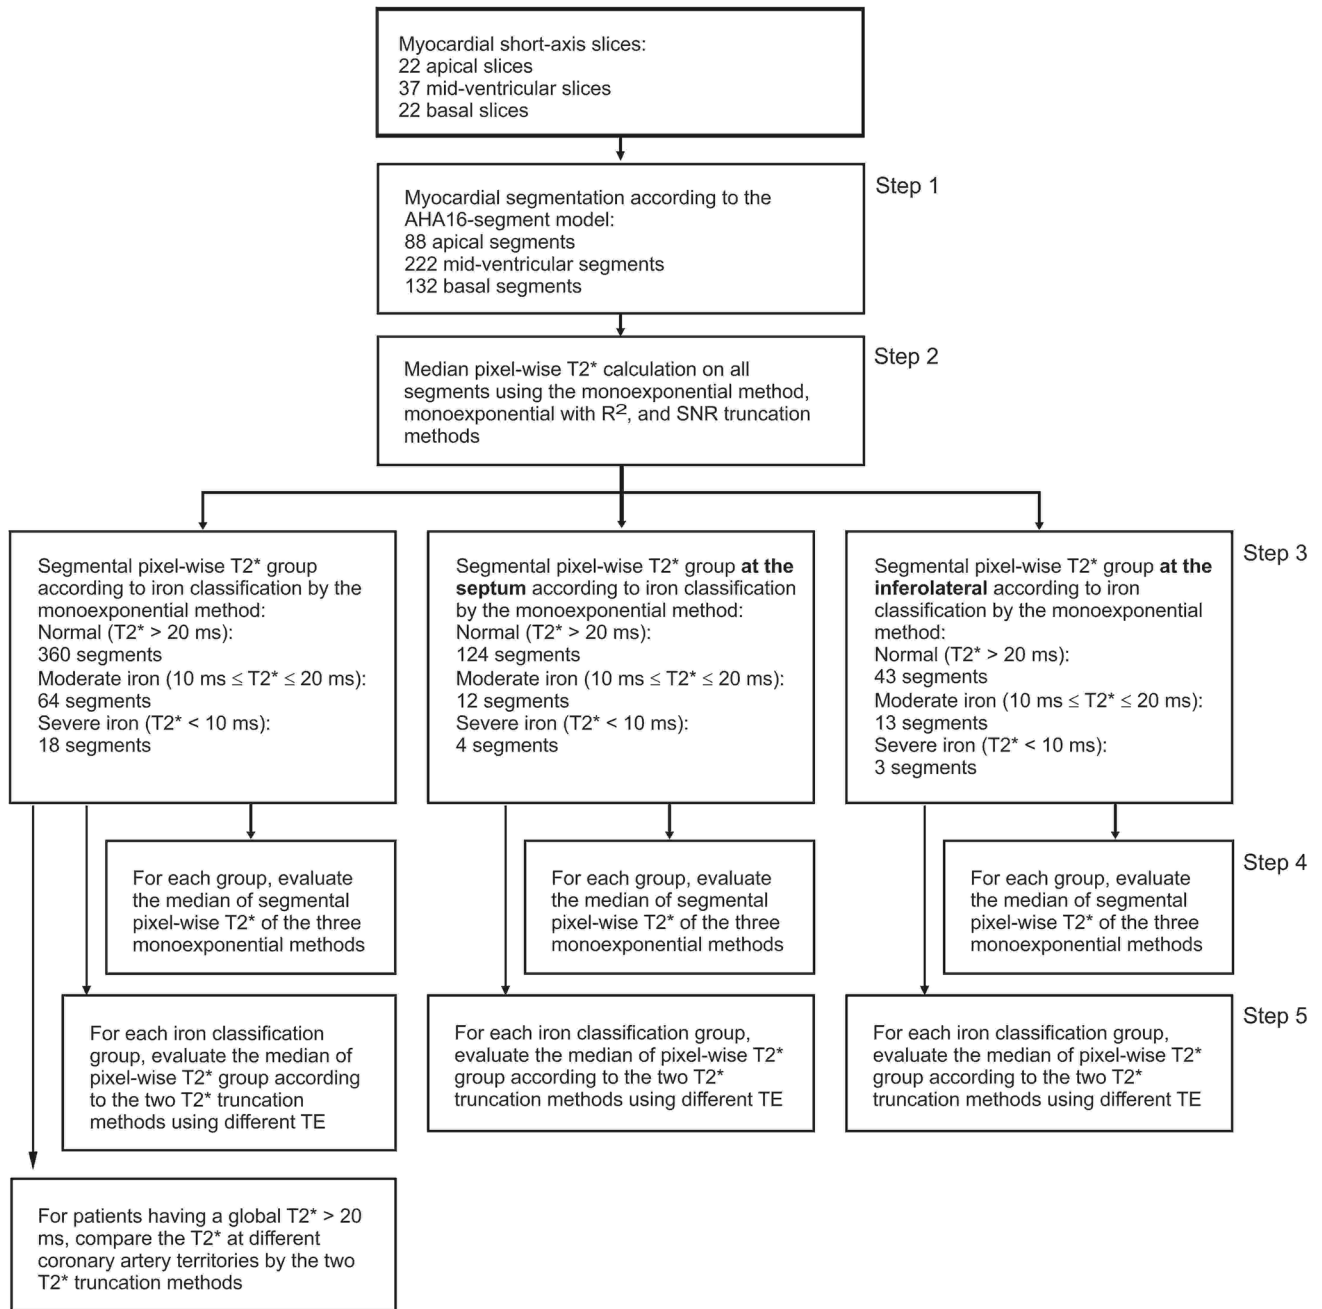 Myocardial short-axis slices:
22 apical slices
37 mid-ventricular slices
22 basal slices
Step 1
Myocardial segmentation according to the
AHA16-segment model:
88 apical segments
222 mid-ventricular segments
132 basal segments
Step 2
Median pixel-wise T2* calculation on all
segments using the monoexponential method,
monoexponential with R², and SNR truncation
methods
Step 3
Segmental pixel-wise T2* group
according to iron classification by the
monoexponential method:
Normal (T2* > 20 ms):
360 segments
Moderate iron (10 ms ≤ T2* ≤ 20 ms):
64 segments
Severe iron (T2* < 10 ms):
18 segments
Segmental pixel-wise T2* group at the
septum according to iron classification
by the monoexponential method:
Normal (T2* > 20 ms):
124 segments
Moderate iron (10 ms ≤ T2* ≤ 20 ms):
12 segments
Severe iron (T2* < 10 ms):
4 segments
Segmental pixel-wise T2* group at the
inferolateral according to iron
classification by the monoexponential
method:
Normal (T2* > 20 ms):
43 segments
Moderate iron (10 ms ≤ T2* ≤ 20 ms):
13 segments
Severe iron (T2* < 10 ms):
3 segments
Step 4
For each group, evaluate
the median of segmental
pixel-wise T2* of the three
monoexponential methods
For each group, evaluate
the median of segmental
pixel-wise T2* of the three
monoexponential methods
For each group, evaluate
the median of segmental
pixel-wise T2* of the three
monoexponential methods
Step 5
For each iron classification
group, evaluate the median of
pixel-wise T2* group according
to the two T2* truncation
methods using different TE
For each iron classification group,
evaluate the median of pixel-wise T2*
group according to the two T2*
truncation methods using different TE
For each iron classification group,
evaluate the median of pixel-wise T2*
group according to the two T2*
truncation methods using different TE
For patients having a global T2* > 20
ms, compare the T2* at different
coronary artery territories by the two
T2* truncation methods